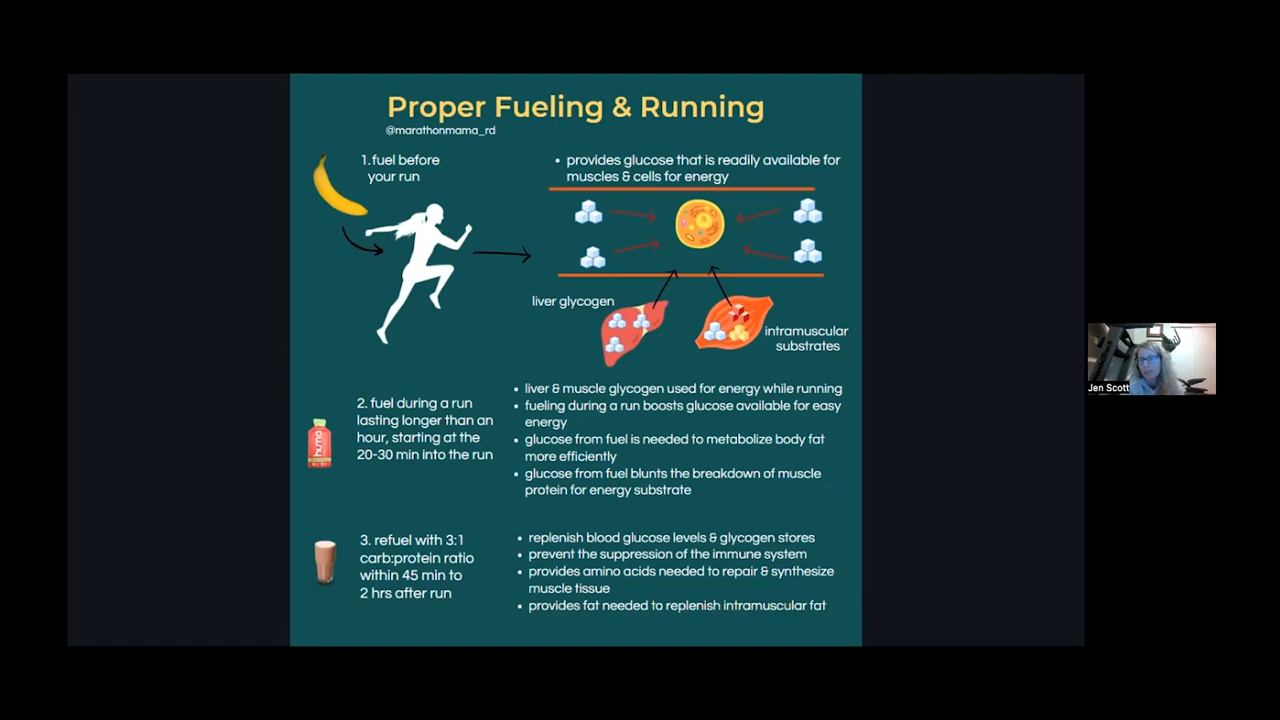 Proper Fueling & Running
@marathonmama_rd
1. fuel before
your run
• provides glucose that is readily available for
muscles & cells for energy
liver glycogen
intramuscular
substrates
2. fuel during a run
lasting longer than an
hour, starting at the
20-30 min into the run
• liver & muscle glycogen used for energy while running
• fueling during a run boosts glucose available for easy
energy
• glucose from fuel is needed to metabolize body fat
more efficiently
• glucose from fuel blunts the breakdown of muscle
protein for energy substrate
huma
3. refuel with 3:1
carb:protein ratio
within 45 min to
2 hrs after run
• replenish blood glucose levels & glycogen stores
• prevent the suppression of the immune system
• provides amino acids needed to repair & synthesize
muscle tissue
• provides fat needed to replenish intramuscular fat
Jen Scott